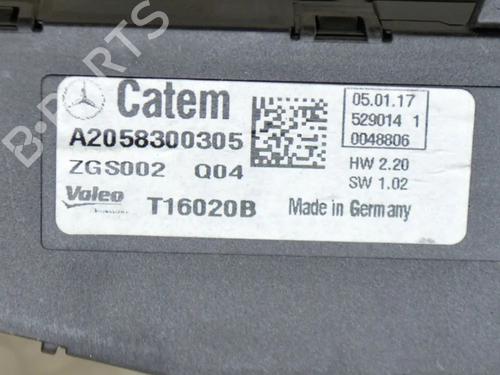 B-PARTS
Catem
A2058300305
ZGS002 Q04
Valeo
T16020B
05.01.17
529014 1
0048806
HW 2.20
SW 1.02
Made in Germany